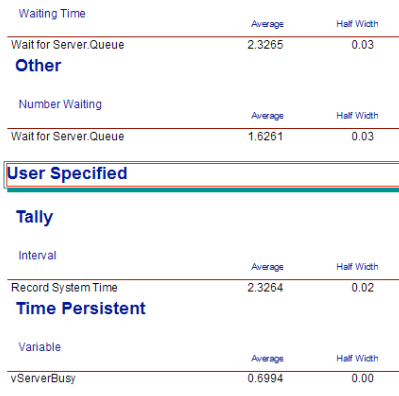 Waiting Time
Average Half Width
Wait for Server.Queue 2.3265 0.03
Other
Number Waiting
Average Half Width
Wait for Server.Queue 1.6261 0.03
User Specified
Tally
Interval
Average Half Width
Record System Time 2.3264 0.02
Time Persistent
Variable
Average Half Width
vServerBusy 0.6994 0.00